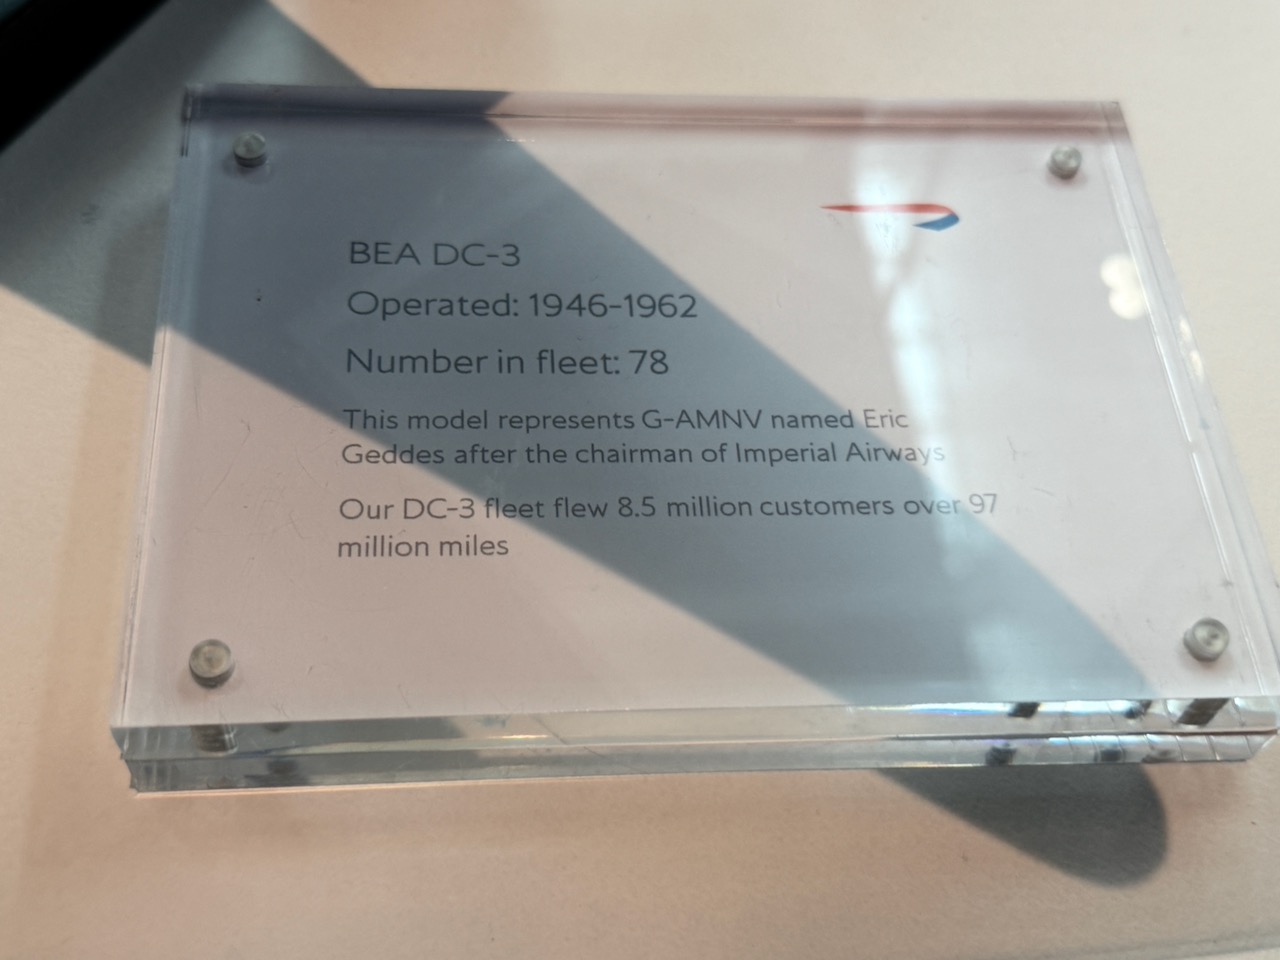 BEA DC-3
Operated: 1946-1962
Number in fleet: 78
This model represents G-AMNV named Eric
Geddes after the chairman of Imperial Airways
Our DC-3 fleet flew 8.5 million customers over 97
million miles